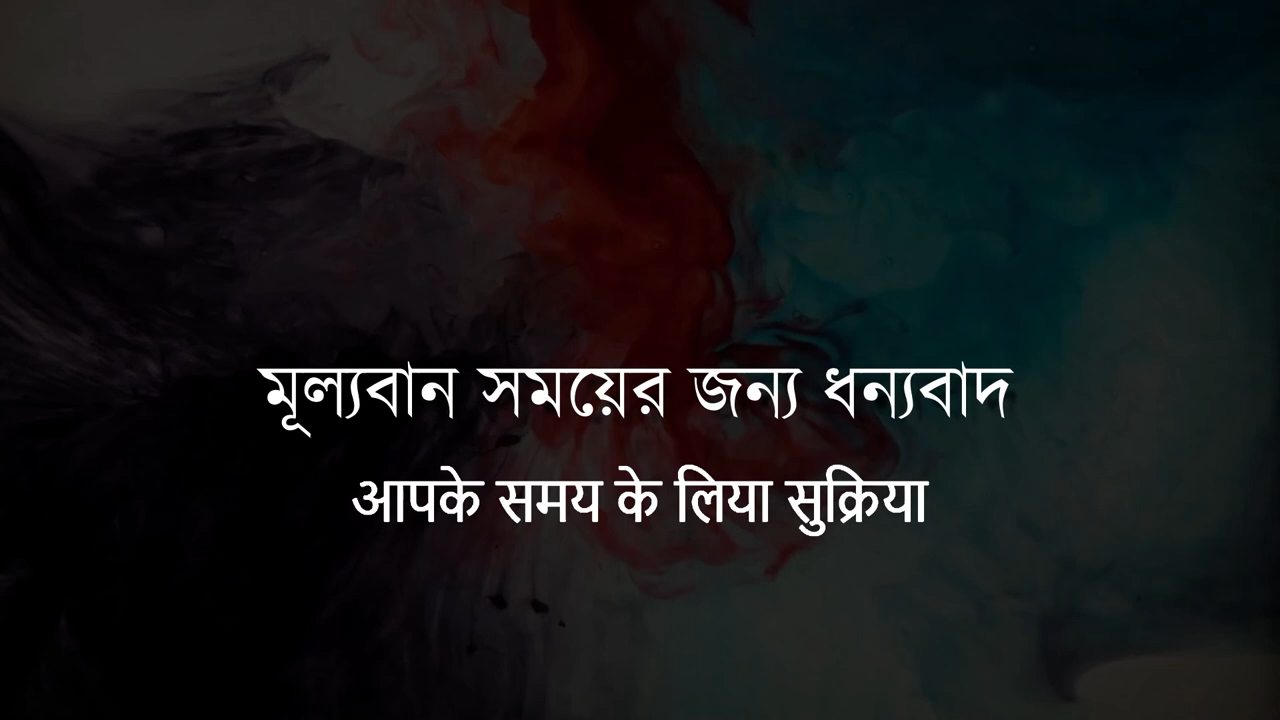 মূল্যবান সময়ের জন্য ধন্যবাদ
आपके समय के लिया सुक्रिया